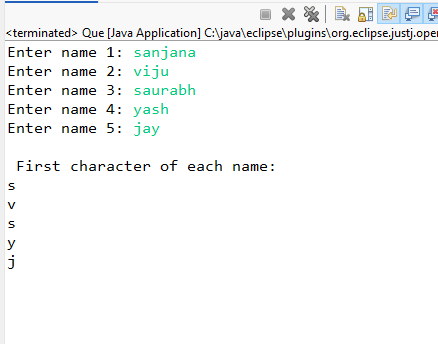 <terminated> Que [Java Application] C:\java\eclipse\plugins\org.eclipse.justj.oper
Enter name 1: sanjana
Enter name 2: viju
Enter name 3: saurabh
Enter name 4: yash
Enter name 5: jay
First character of each name:
s
v
s
y
j